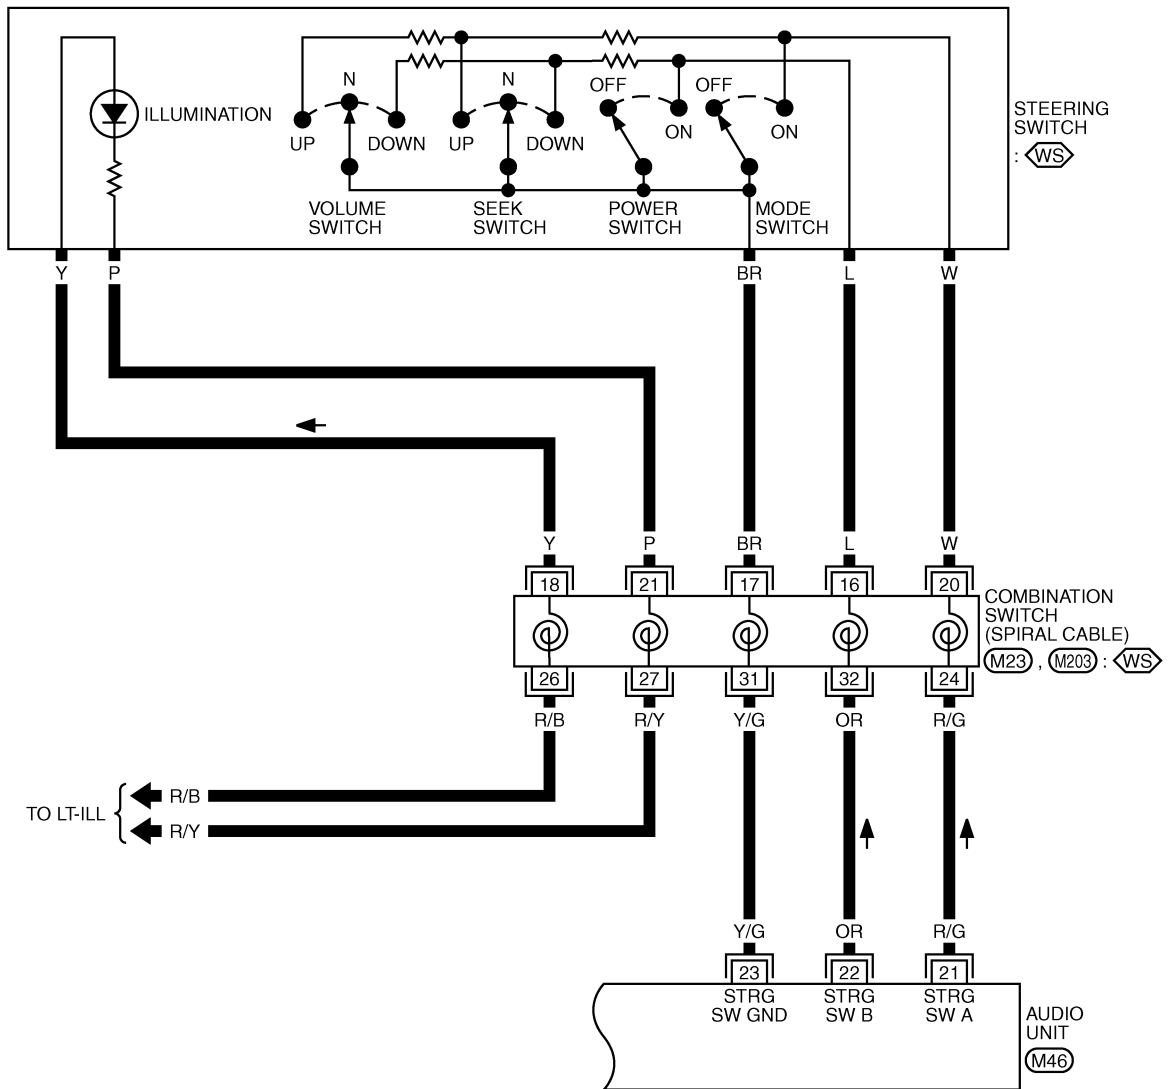 N
N
OFF
OFF
ILLUMINATION
UP
DOWN
UP
DOWN
ON
ON
STEERING
SWITCH
: WS
VOLUME
SWITCH
SEEK
SWITCH
POWER
SWITCH
MODE
SWITCH
Y
P
BR
L
W
Y
P
BR
L
W
18
21
17
16
20
COMBINATION
SWITCH
(SPIRAL CABLE)
M23 , M203 : WS
26
27
31
32
24
R/B
R/Y
Y/G
OR
R/G
TO LT-ILL
R/B
R/Y
Y/G
OR
R/G
23
22
21
STRG
SW GND
STRG
SW B
STRG
SW A
AUDIO
UNIT
M46